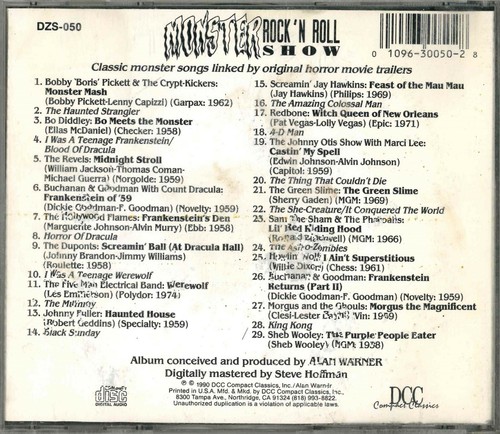 DZS-050
MONSTER ROCK 'N ROLL SHOW
0 1096-30050-2 8
Classic monster songs linked by original horror movie trailers
1. Bobby 'Boris' Pickett & The Crypt-Kickers:
Monster Mash
(Bobby Pickett-Lenny Capizzi) (Garpax: 1962)
2. The Haunted Strangler
3. Bo Diddley: Bo Meets the Monster
(Ellas McDaniel) (Checker: 1958)
4. I Was A Teenage Frankenstein/
Blood Of Dracula
5. The Revels: Midnight Stroll
(William Jackson-Thomas Coman-
Michael Guerra) (Norgolde: 1959)
6. Buchanan & Goodman With Count Dracula:
Frankenstein of '59
(Dickie Goodman-F. Goodman) (Novelty: 1959)
7. The Hollywood Flames: Frankenstein's Den
(Marguerite Johnson-Alvin Murry) (Ebb: 1958)
8. Horror Of Dracula
9. The Duponts: Screamin' Ball (At Dracula Hall)
(Johnny Brandon-Jimmy Williams)
(Roulette: 1958)
10. I Was A Teenage Werewolf
11. The Five Man Electrical Band: Werewolf
(Les Emmerson) (Polydor: 1974)
12. The Mummy
13. Johnny Fuller: Haunted House
(Robert Geddins) (Specialty: 1959)
14. Black Sunday
15. Screamin' Jay Hawkins: Feast of the Mau Mau
(Jay Hawkins) (Philips: 1969)
16. The Amazing Colossal Man
17. Redbone: Witch Queen of New Orleans
(Pat Vegas-Lolly Vegas) (Epic: 1971)
18. 4-D Man
19. The Johnny Otis Show With Marci Lee:
Castin' My Spell
(Edwin Johnson-Alvin Johnson)
(Capitol: 1959)
20. The Thing That Couldn't Die
21. The Green Slime: The Green Slime
(Sherry Gaden) (MGM: 1969)
22. The She-Creature/It Conquered The World
23. Sam The Sham & The Pharoahs:
Lil' Red Riding Hood
(Ronald Blackwell) (MGM: 1966)
24. The Astro-Zombies
25. Howlin' Wolf: I Ain't Superstitious
(Willie Dixon) (Chess: 1961)
26. Buchanan & Goodman: Frankenstein
Returns (Part II)
(Dickie Goodman-F. Goodman) (Novelty: 1959)
27. Morgus and the Ghouls: Morgus the Magnificent
(Clesi-Lester (Vin: 1959)
28. King Kong
29. Sheb Wooley: The Purple People Eater
(Sheb Wooley) (MGM: 1958)
Album conceived and produced by ALAN WARNER
Digitally mastered by Steve Hoffman
℗ © 1990 DCC Compact Classics, Inc./Alan Warner
Printed in U.S.A. Mfd. & Mkd. by DCC Compact Classics, Inc.
8300 Tampa Ave., Northridge, CA 91324 (818) 993-8822.
Unauthorized duplication is a violation of applicable laws.
COMPACT disc DIGITAL AUDIO
DCC Compact Classics